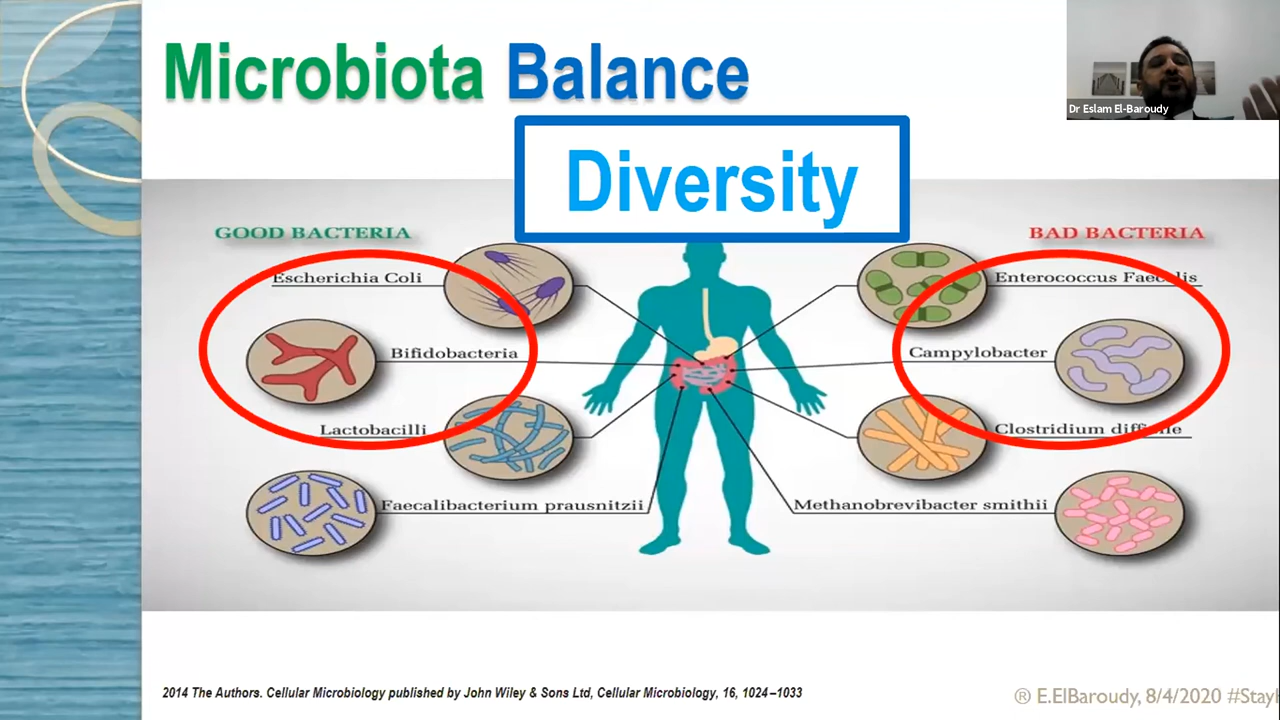 Microbiota Balance
Dr Eslam El-Baroudy
Diversity
GOOD BACTERIA
BAD BACTERIA
Escherichia Coli
Enterococcus Faecalis
Bifidobacteria
Campylobacter
Lactobacilli
Clostridium difficile
Faecalibacterium prausnitzii
Methanobrevibacter smithii
2014 The Authors. Cellular Microbiology published by John Wiley & Sons Ltd, Cellular Microbiology, 16, 1024–1033
® E.ElBaroudy, 8/4/2020 #Stay